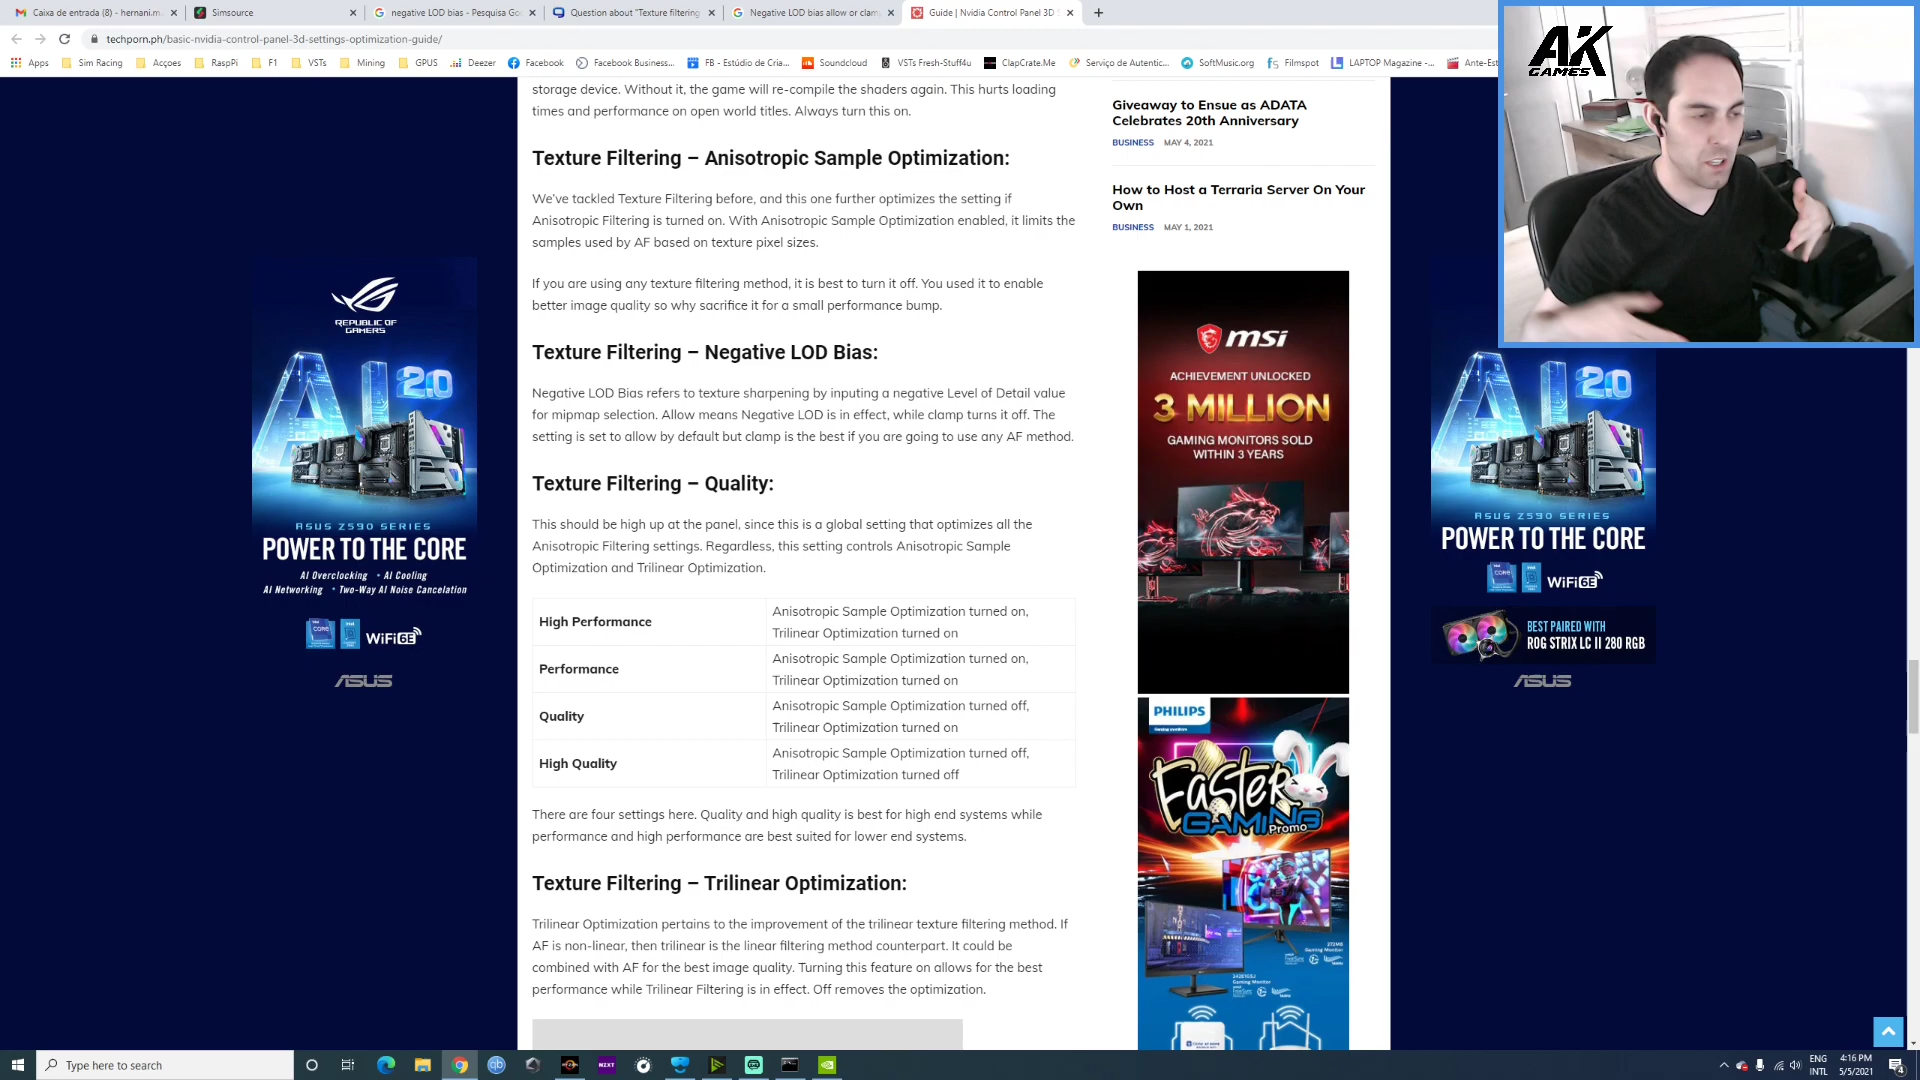 Caixa de entrada (8) - hernani.m
Simsource
negative LOD bias - Pesquisa Go
Question about "Texture filtering
Negative LOD bias allow or clam
Guide | Nvidia Control Panel 3D
techporn.ph/basic-nvidia-control-panel-3d-settings-optimization-guide/
Apps
Sim Racing
Acções
RaspPi
F1
VSTs
Mining
GPUS
Deezer
Facebook
Facebook Business...
FB - Estúdio de Cria...
Soundcloud
VSTs Fresh-Stuff4u
ClapCrate.Me
Serviço de Autentic...
SoftMusic.org
Filmspot
LAPTOP Magazine -...
Ante-Est
AK
GAMES
storage device. Without it, the game will re-compile the shaders again. This hurts loading
times and performance on open world titles. Always turn this on.
Texture Filtering – Anisotropic Sample Optimization:
We've tackled Texture Filtering before, and this one further optimizes the setting if
Anisotropic Filtering is turned on. With Anisotropic Sample Optimization enabled, it limits the
samples used by AF based on texture pixel sizes.
If you are using any texture filtering method, it is best to turn it off. You used it to enable
better image quality so why sacrifice it for a small performance bump.
Texture Filtering – Negative LOD Bias:
Negative LOD Bias refers to texture sharpening by inputing a negative Level of Detail value
for mipmap selection. Allow means Negative LOD is in effect, while clamp turns it off. The
setting is set to allow by default but clamp is the best if you are going to use any AF method.
Texture Filtering – Quality:
This should be high up at the panel, since this is a global setting that optimizes all the
Anisotropic Filtering settings. Regardless, this setting controls Anisotropic Sample
Optimization and Trilinear Optimization.
High Performance
Anisotropic Sample Optimization turned on,
Trilinear Optimization turned on
Performance
Anisotropic Sample Optimization turned on,
Trilinear Optimization turned on
Quality
Anisotropic Sample Optimization turned off,
Trilinear Optimization turned on
High Quality
Anisotropic Sample Optimization turned off,
Trilinear Optimization turned off
There are four settings here. Quality and high quality is best for high end systems while
performance and high performance are best suited for lower end systems.
Texture Filtering – Trilinear Optimization:
Trilinear Optimization pertains to the improvement of the trilinear texture filtering method. If
AF is non-linear, then trilinear is the linear filtering method counterpart. It could be
combined with AF for the best image quality. Turning this feature on allows for the best
performance while Trilinear Filtering is in effect. Off removes the optimization.
Giveaway to Ensue as ADATA
Celebrates 20th Anniversary
BUSINESS MAY 4, 2021
How to Host a Terraria Server On Your
Own
BUSINESS MAY 1, 2021
msi
ACHIEVEMENT UNLOCKED
3 MILLION
GAMING MONITORS SOLD
WITHIN 3 YEARS
PHILIPS
Easter
GAMING
Promo
REPUBLIC OF
GAMERS
AI 2.0
ASUS Z590 SERIES
POWER TO THE CORE
AI Overclocking • AI Cooling
AI Networking • Two-Way AI Noise Cancelation
WiFi6E
ASUS
2.0
ASUS Z590 SERIES
POWER TO THE CORE
WiFi6E
BEST PAIRED WITH
ROG STRIX LC II 280 RGB
ASUS
Type here to search
NZXT
ENG
INTL
4:16 PM
5/5/2021